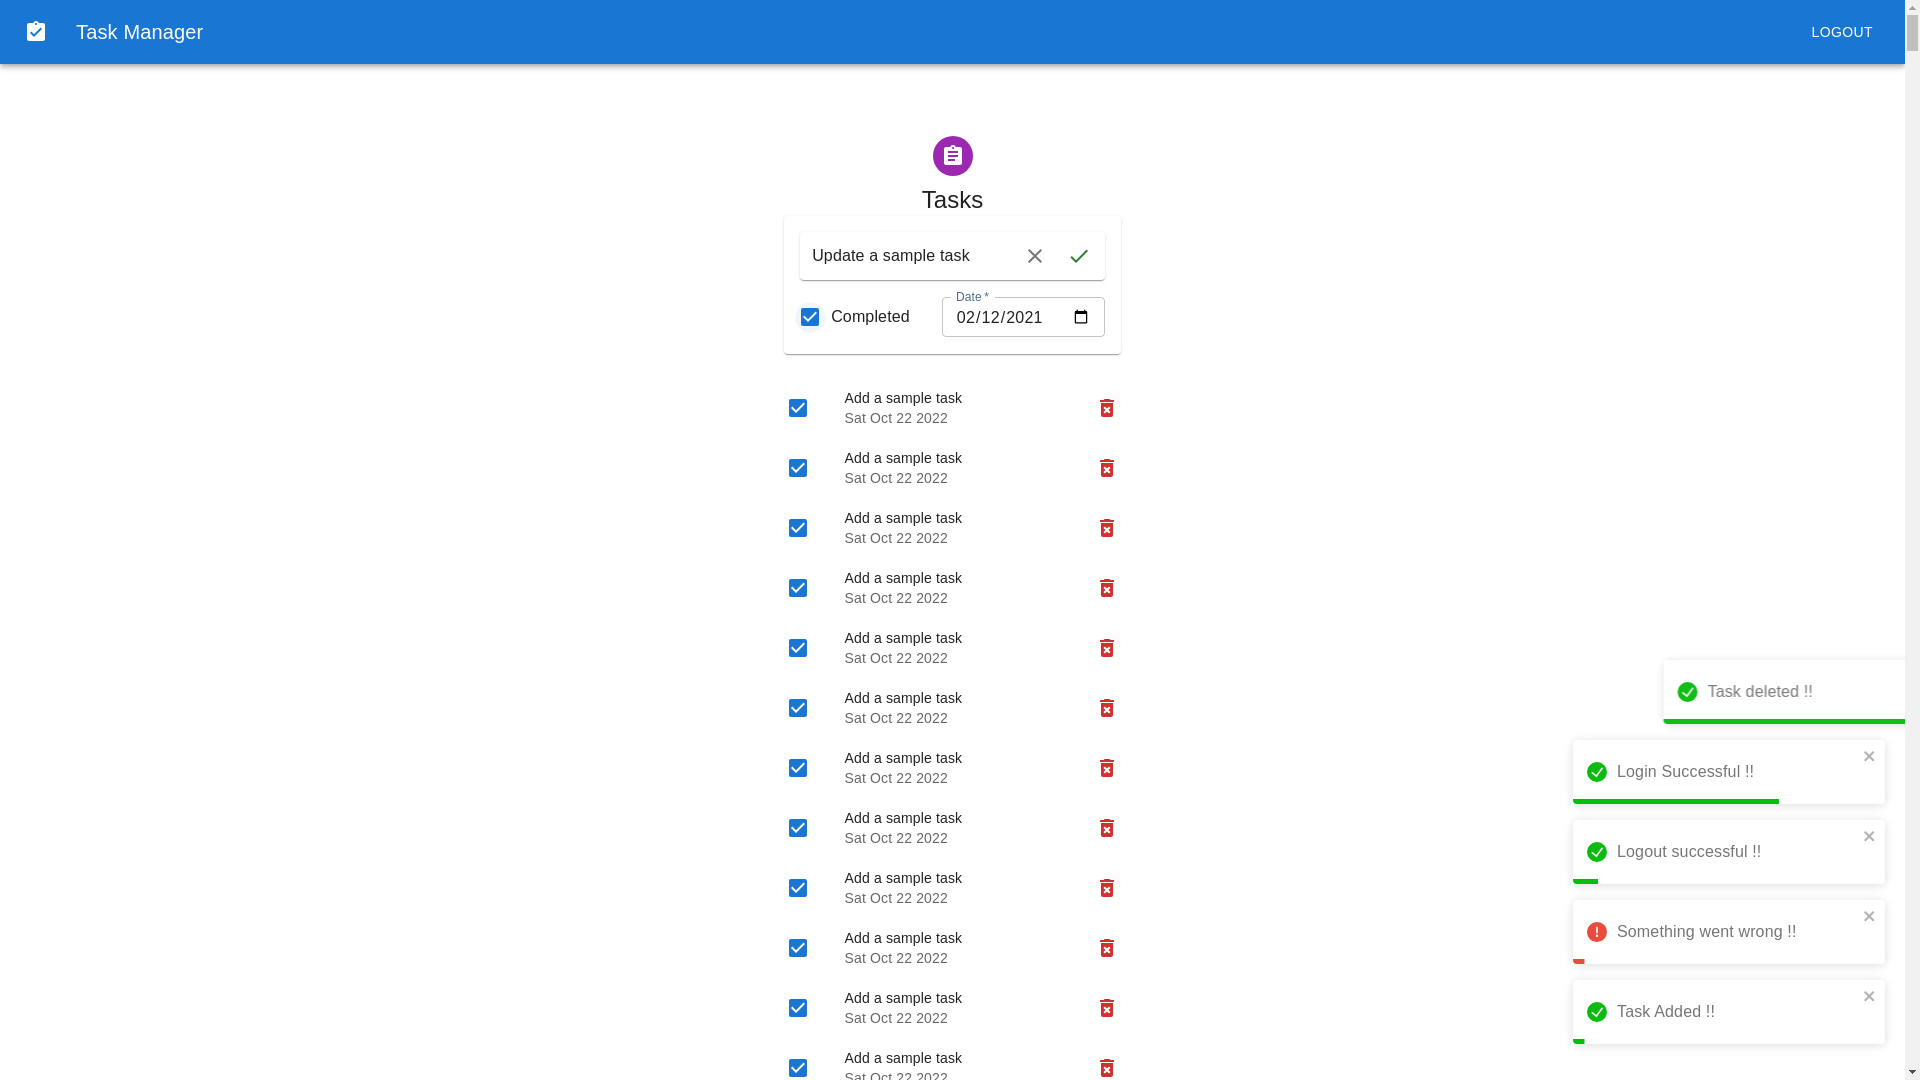 Task Manager
LOGOUT
Tasks
Update a sample task
Date *
Completed
02/12/2021
Add a sample task
Sat Oct 22 2022
Add a sample task
Sat Oct 22 2022
Add a sample task
Sat Oct 22 2022
Add a sample task
Sat Oct 22 2022
Add a sample task
Sat Oct 22 2022
Add a sample task
Sat Oct 22 2022
Add a sample task
Sat Oct 22 2022
Add a sample task
Sat Oct 22 2022
Add a sample task
Sat Oct 22 2022
Add a sample task
Sat Oct 22 2022
Add a sample task
Sat Oct 22 2022
Add a sample task
Sat Oct 22 2022
Task deleted !!
Login Successful !!
Logout successful !!
Something went wrong !!
Task Added !!